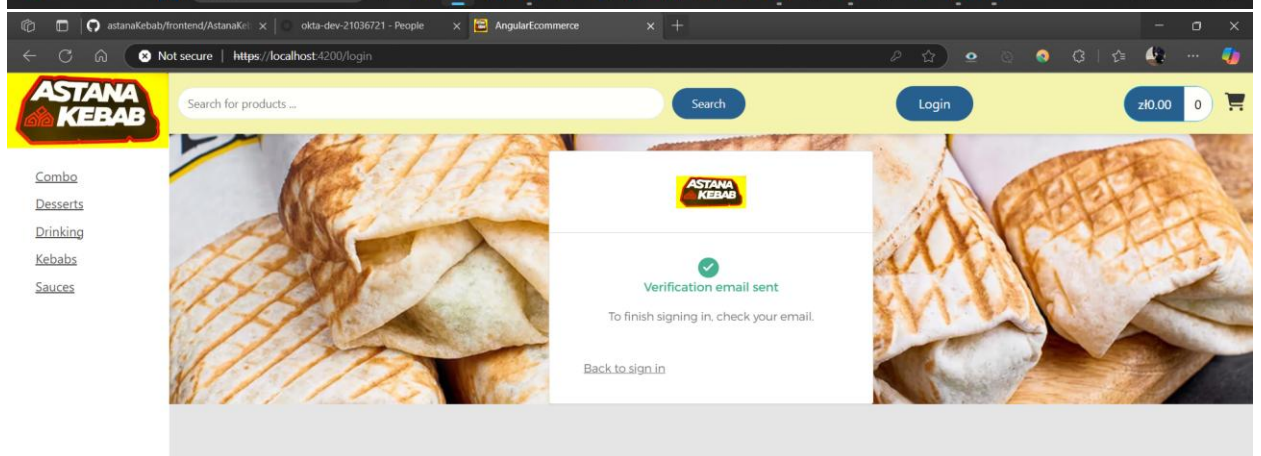 astanaKebab/frontend/AstanaKe
okta-dev-21036721 - People
AngularEcommerce
Not secure
https://localhost:4200/login
ASTANA
KEBAB
Search for products ...
Search
Login
zł0.00
0
Combo
Desserts
Drinking
Kebabs
Sauces
ASTANA
KEBAB
Verification email sent
To finish signing in, check your email.
Back to sign in